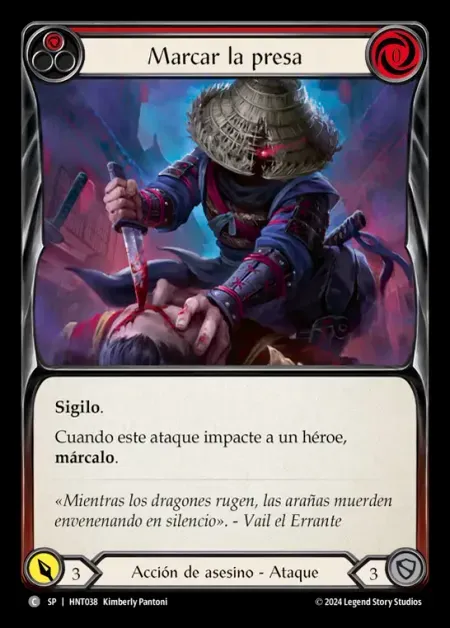 Marcar la presa
0
Sigilo.
Cuando este ataque impacte a un héroe,
márcalo.
«Mientras los dragones rugen, las arañas muerden
envenenando en silencio». - Vail el Errante
3
Acción de asesino - Ataque
3
C SP | HNT038 Kimberly Pantoni
© 2024 Legend Story Studios